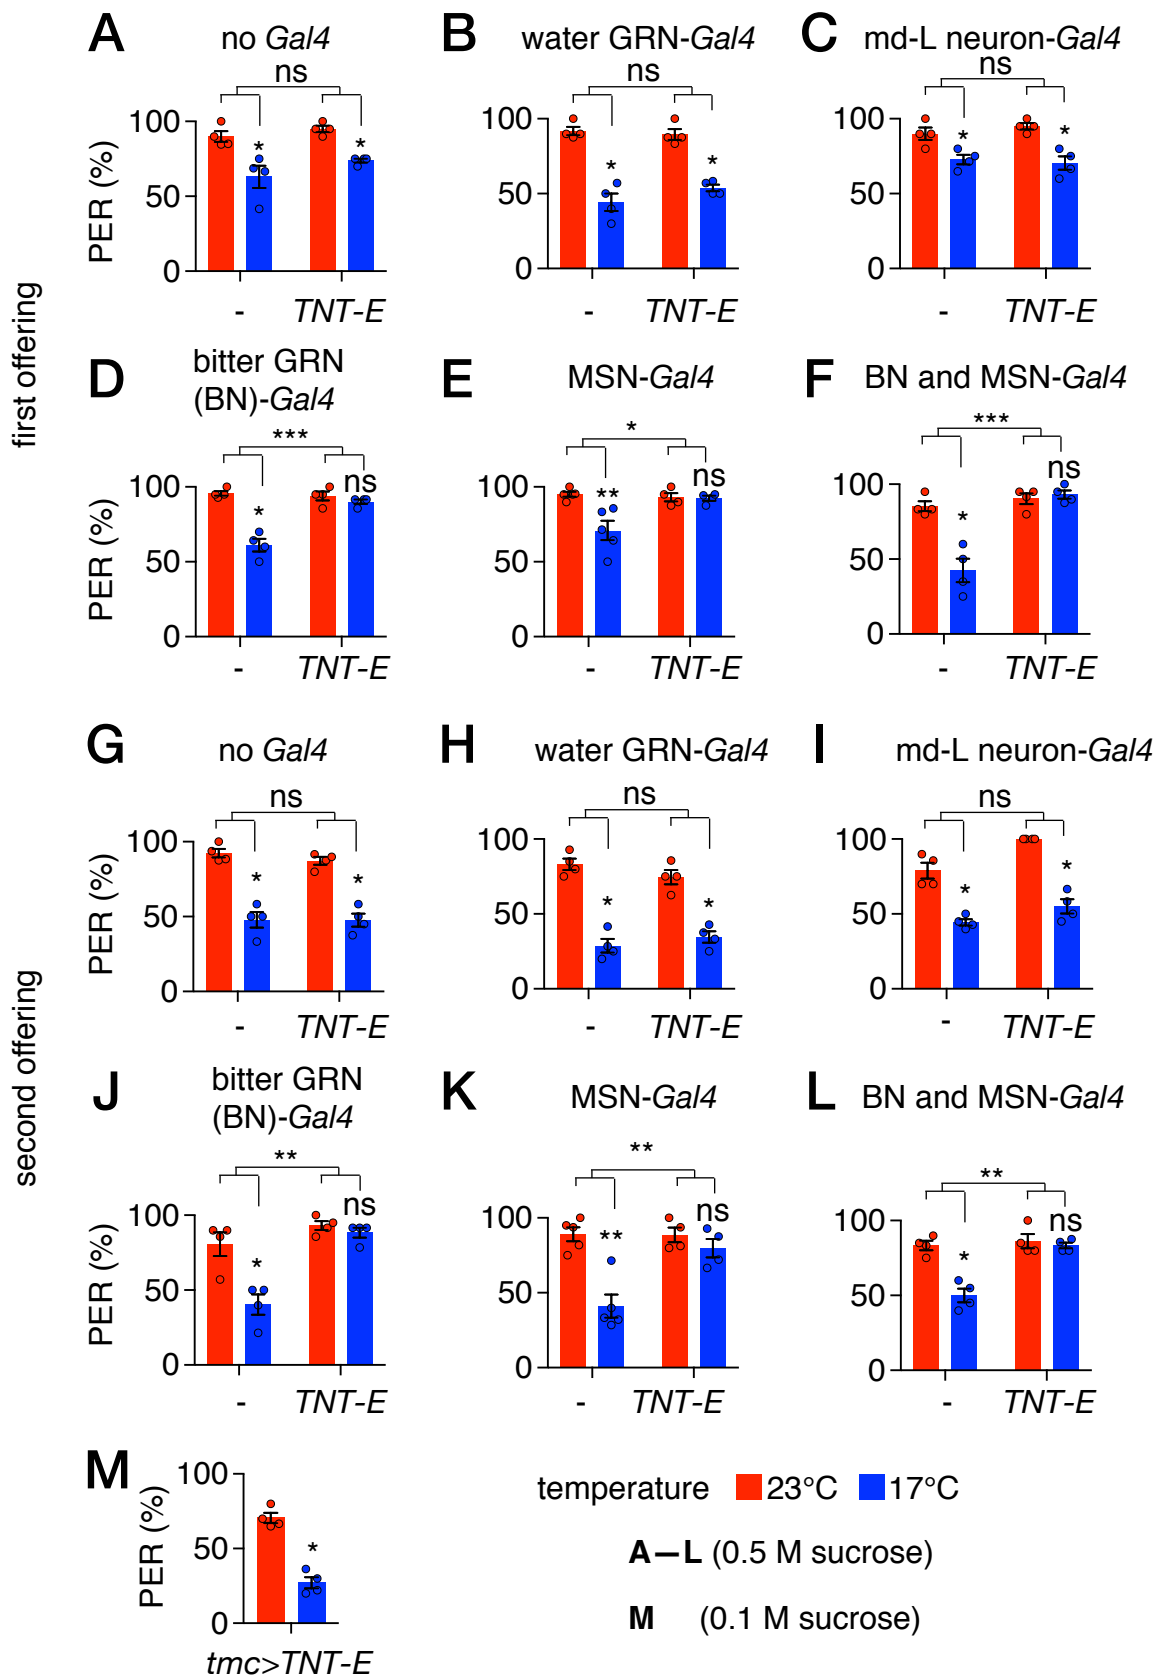 A no Gal4
ns
100
50
0
PER (%)
* *
- TNT-E
B water GRN-Gal4
ns
100
50
0
* *
- TNT-E
C md-L neuron-Gal4
ns
100
50
0
* *
- TNT-E
first offering
D bitter GRN
(BN)-Gal4
***
100
50
0
PER (%)
* ns
- TNT-E
E MSN-Gal4
*
100
50
0
** ns
- TNT-E
F BN and MSN-Gal4
***
100
50
0
* ns
- TNT-E
G no Gal4
ns
100
50
0
PER (%)
* *
- TNT-E
H water GRN-Gal4
ns
100
50
0
* *
- TNT-E
I md-L neuron-Gal4
ns
100
50
0
* *
- TNT-E
second offering
J bitter GRN
(BN)-Gal4
**
100
50
0
PER (%)
* ns
- TNT-E
K MSN-Gal4
**
100
50
0
** ns
- TNT-E
L BN and MSN-Gal4
**
100
50
0
* ns
- TNT-E
M
100
50
0
PER (%)
*
tmc>TNT-E
temperature 23°C 17°C
A—L (0.5 M sucrose)
M (0.1 M sucrose)